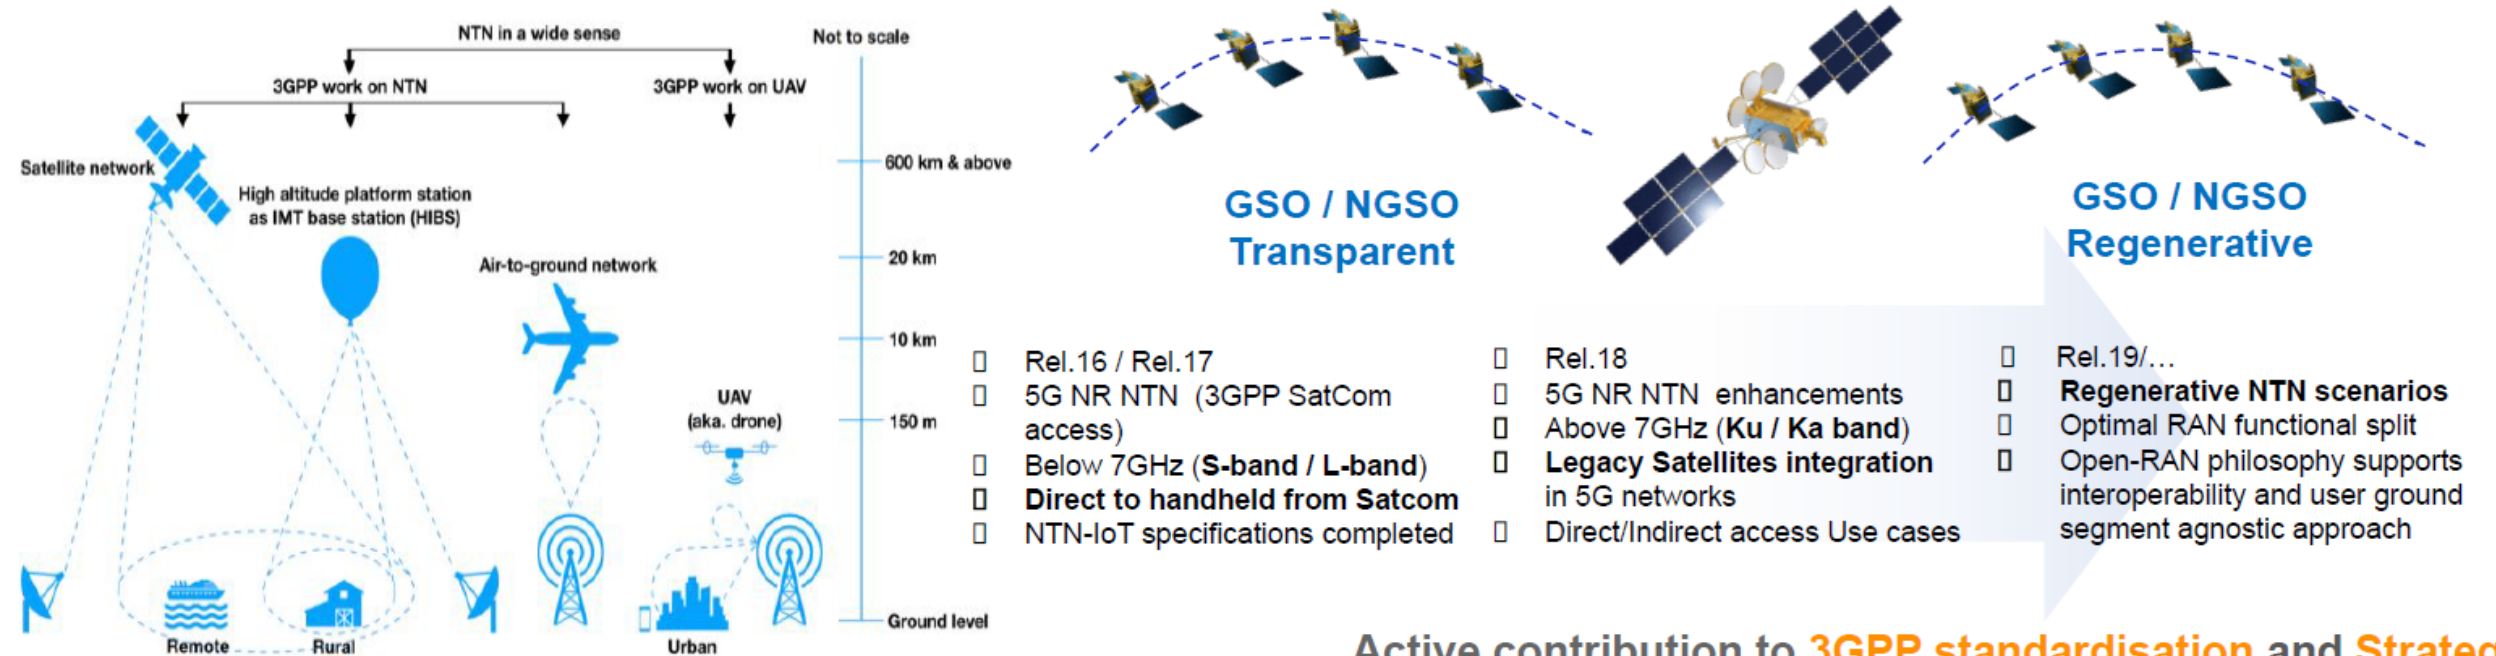 NTN in a wide sense
3GPP work on NTN
3GPP work on UAV
Satellite network
High altitude platform station
as IMT base station (HIBS)
Air-to-ground network
UAV
(aka. drone)
Remote
Rural
Urban
Not to scale
600 km & above
20 km
10 km
150 m
Ground level
GSO / NGSO
Transparent
Rel.16 / Rel.17
5G NR NTN (3GPP SatCom
access)
Below 7GHz (S-band / L-band)
Direct to handheld from Satcom
NTN-IoT specifications completed
Rel.18
5G NR NTN enhancements
Above 7GHz (Ku / Ka band)
Legacy Satellites integration
in 5G networks
Direct/Indirect access Use cases
GSO / NGSO
Regenerative
Rel.19/...
Regenerative NTN scenarios
Optimal RAN functional split
Open-RAN philosophy supports
interoperability and user ground
segment agnostic approach
Active contribution to 3GPP standardisation and